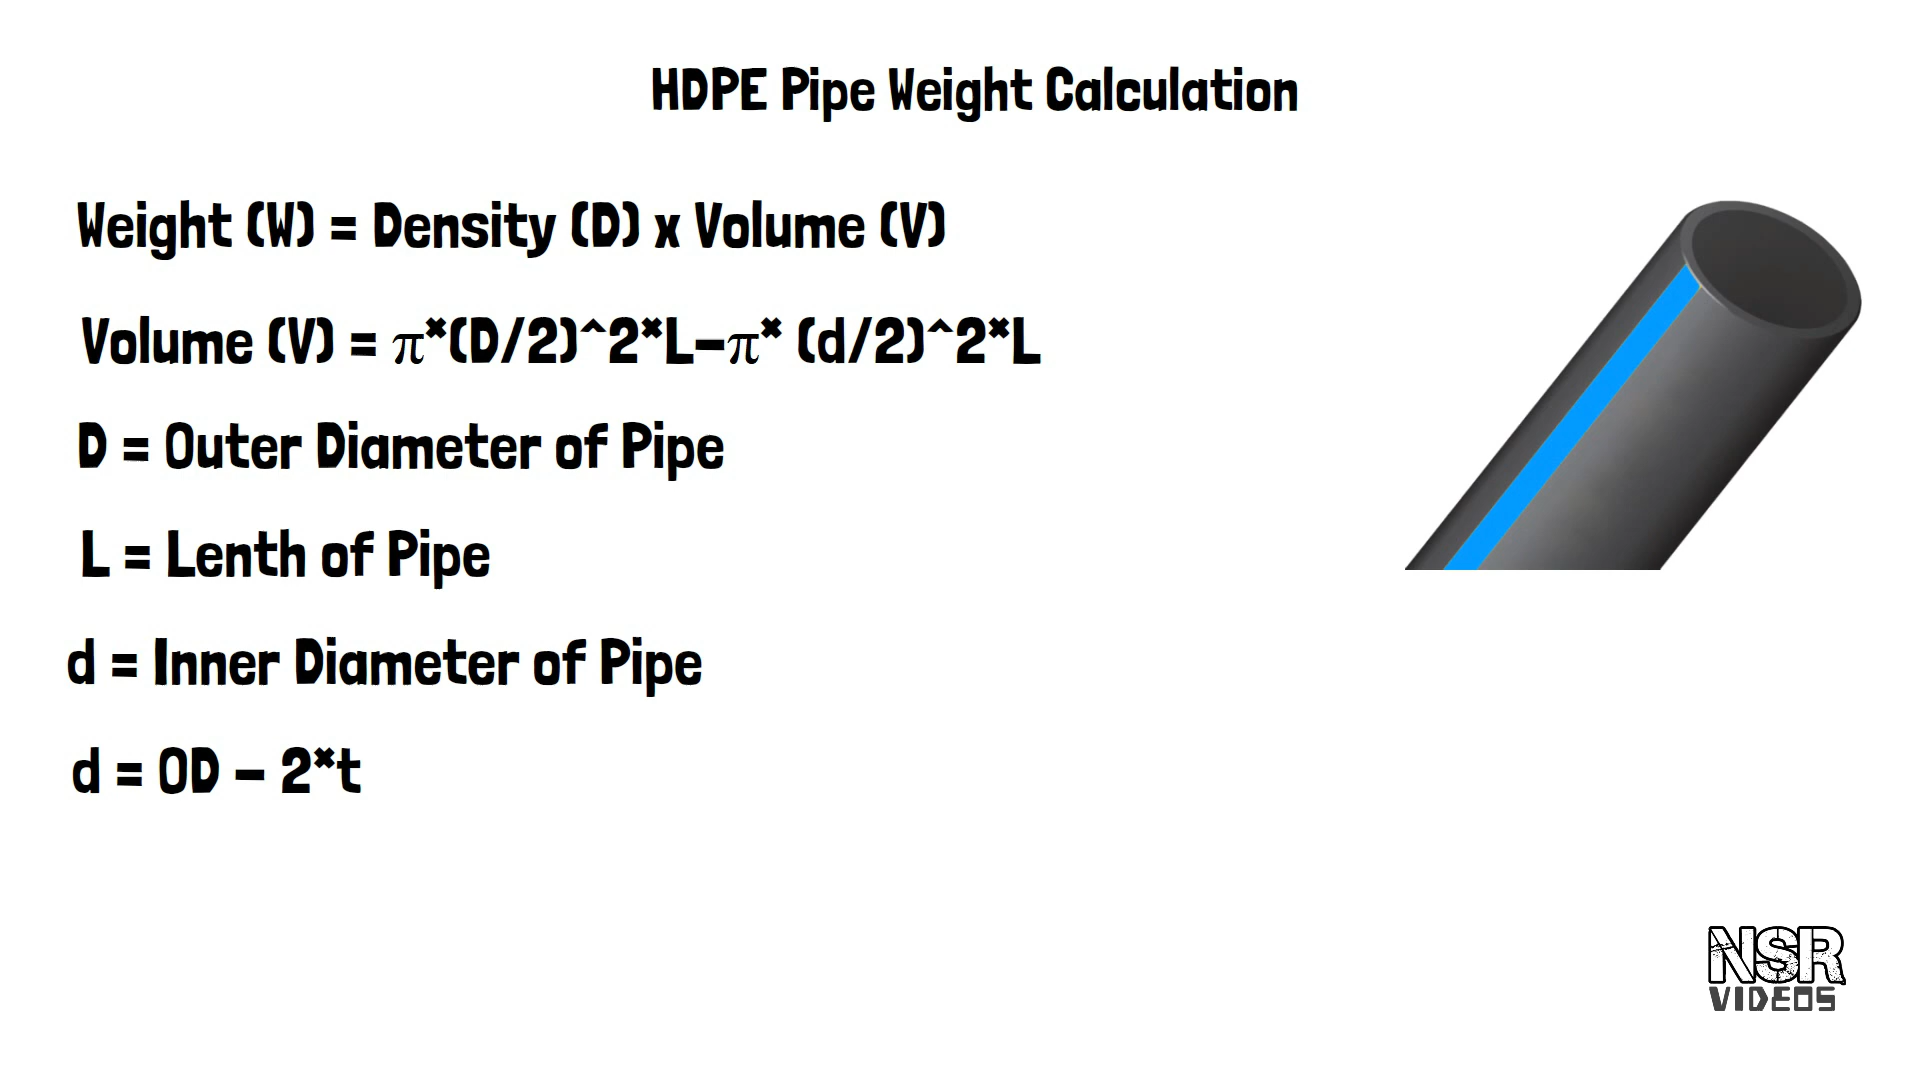 HDPE Pipe Weight Calculation
Weight (W) = Density (D) x Volume (V)
Volume (V) = π*(D/2)^2*L–π* (d/2)^2*L
D = Outer Diameter of Pipe
L = Lenth of Pipe
d = Inner Diameter of Pipe
d = OD – 2*t
NSR
VIDEOS